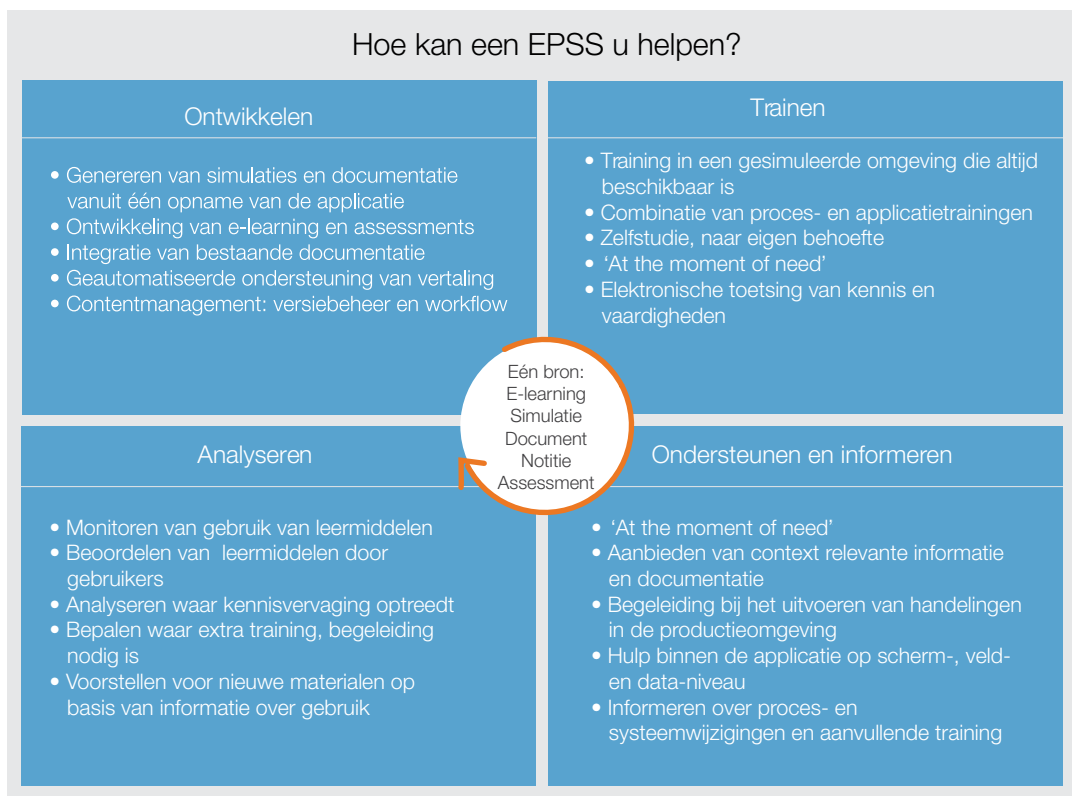 Hoe kan een EPSS u helpen?
Ontwikkelen
• Genereren van simulaties en documentatie
vanuit één opname van de applicatie
• Ontwikkeling van e-learning en assessments
• Integratie van bestaande documentatie
• Geautomatiseerde ondersteuning van vertaling
• Contentmanagement: versiebeheer en workflow
Trainen
• Training in een gesimuleerde omgeving die altijd
beschikbaar is
• Combinatie van proces- en applicatietrainingen
• Zelfstudie, naar eigen behoefte
• ‘At the moment of need’
• Elektronische toetsing van kennis en
vaardigheden
Eén bron:
E-learning
Simulatie
Document
Notitie
Assessment
Analyseren
• Monitoren van gebruik van leermiddelen
• Beoordelen van leermiddelen door
gebruikers
• Analyseren waar kennisvervaging optreedt
• Bepalen waar extra training, begeleiding
nodig is
• Voorstellen voor nieuwe materialen op
basis van informatie over gebruik
Ondersteunen en informeren
• ‘At the moment of need’
• Aanbieden van context relevante informatie
en documentatie
• Begeleiding bij het uitvoeren van handelingen
in de productieomgeving
• Hulp binnen de applicatie op scherm-, veld-
en data-niveau
• Informeren over proces- en
systeemwijzigingen en aanvullende training